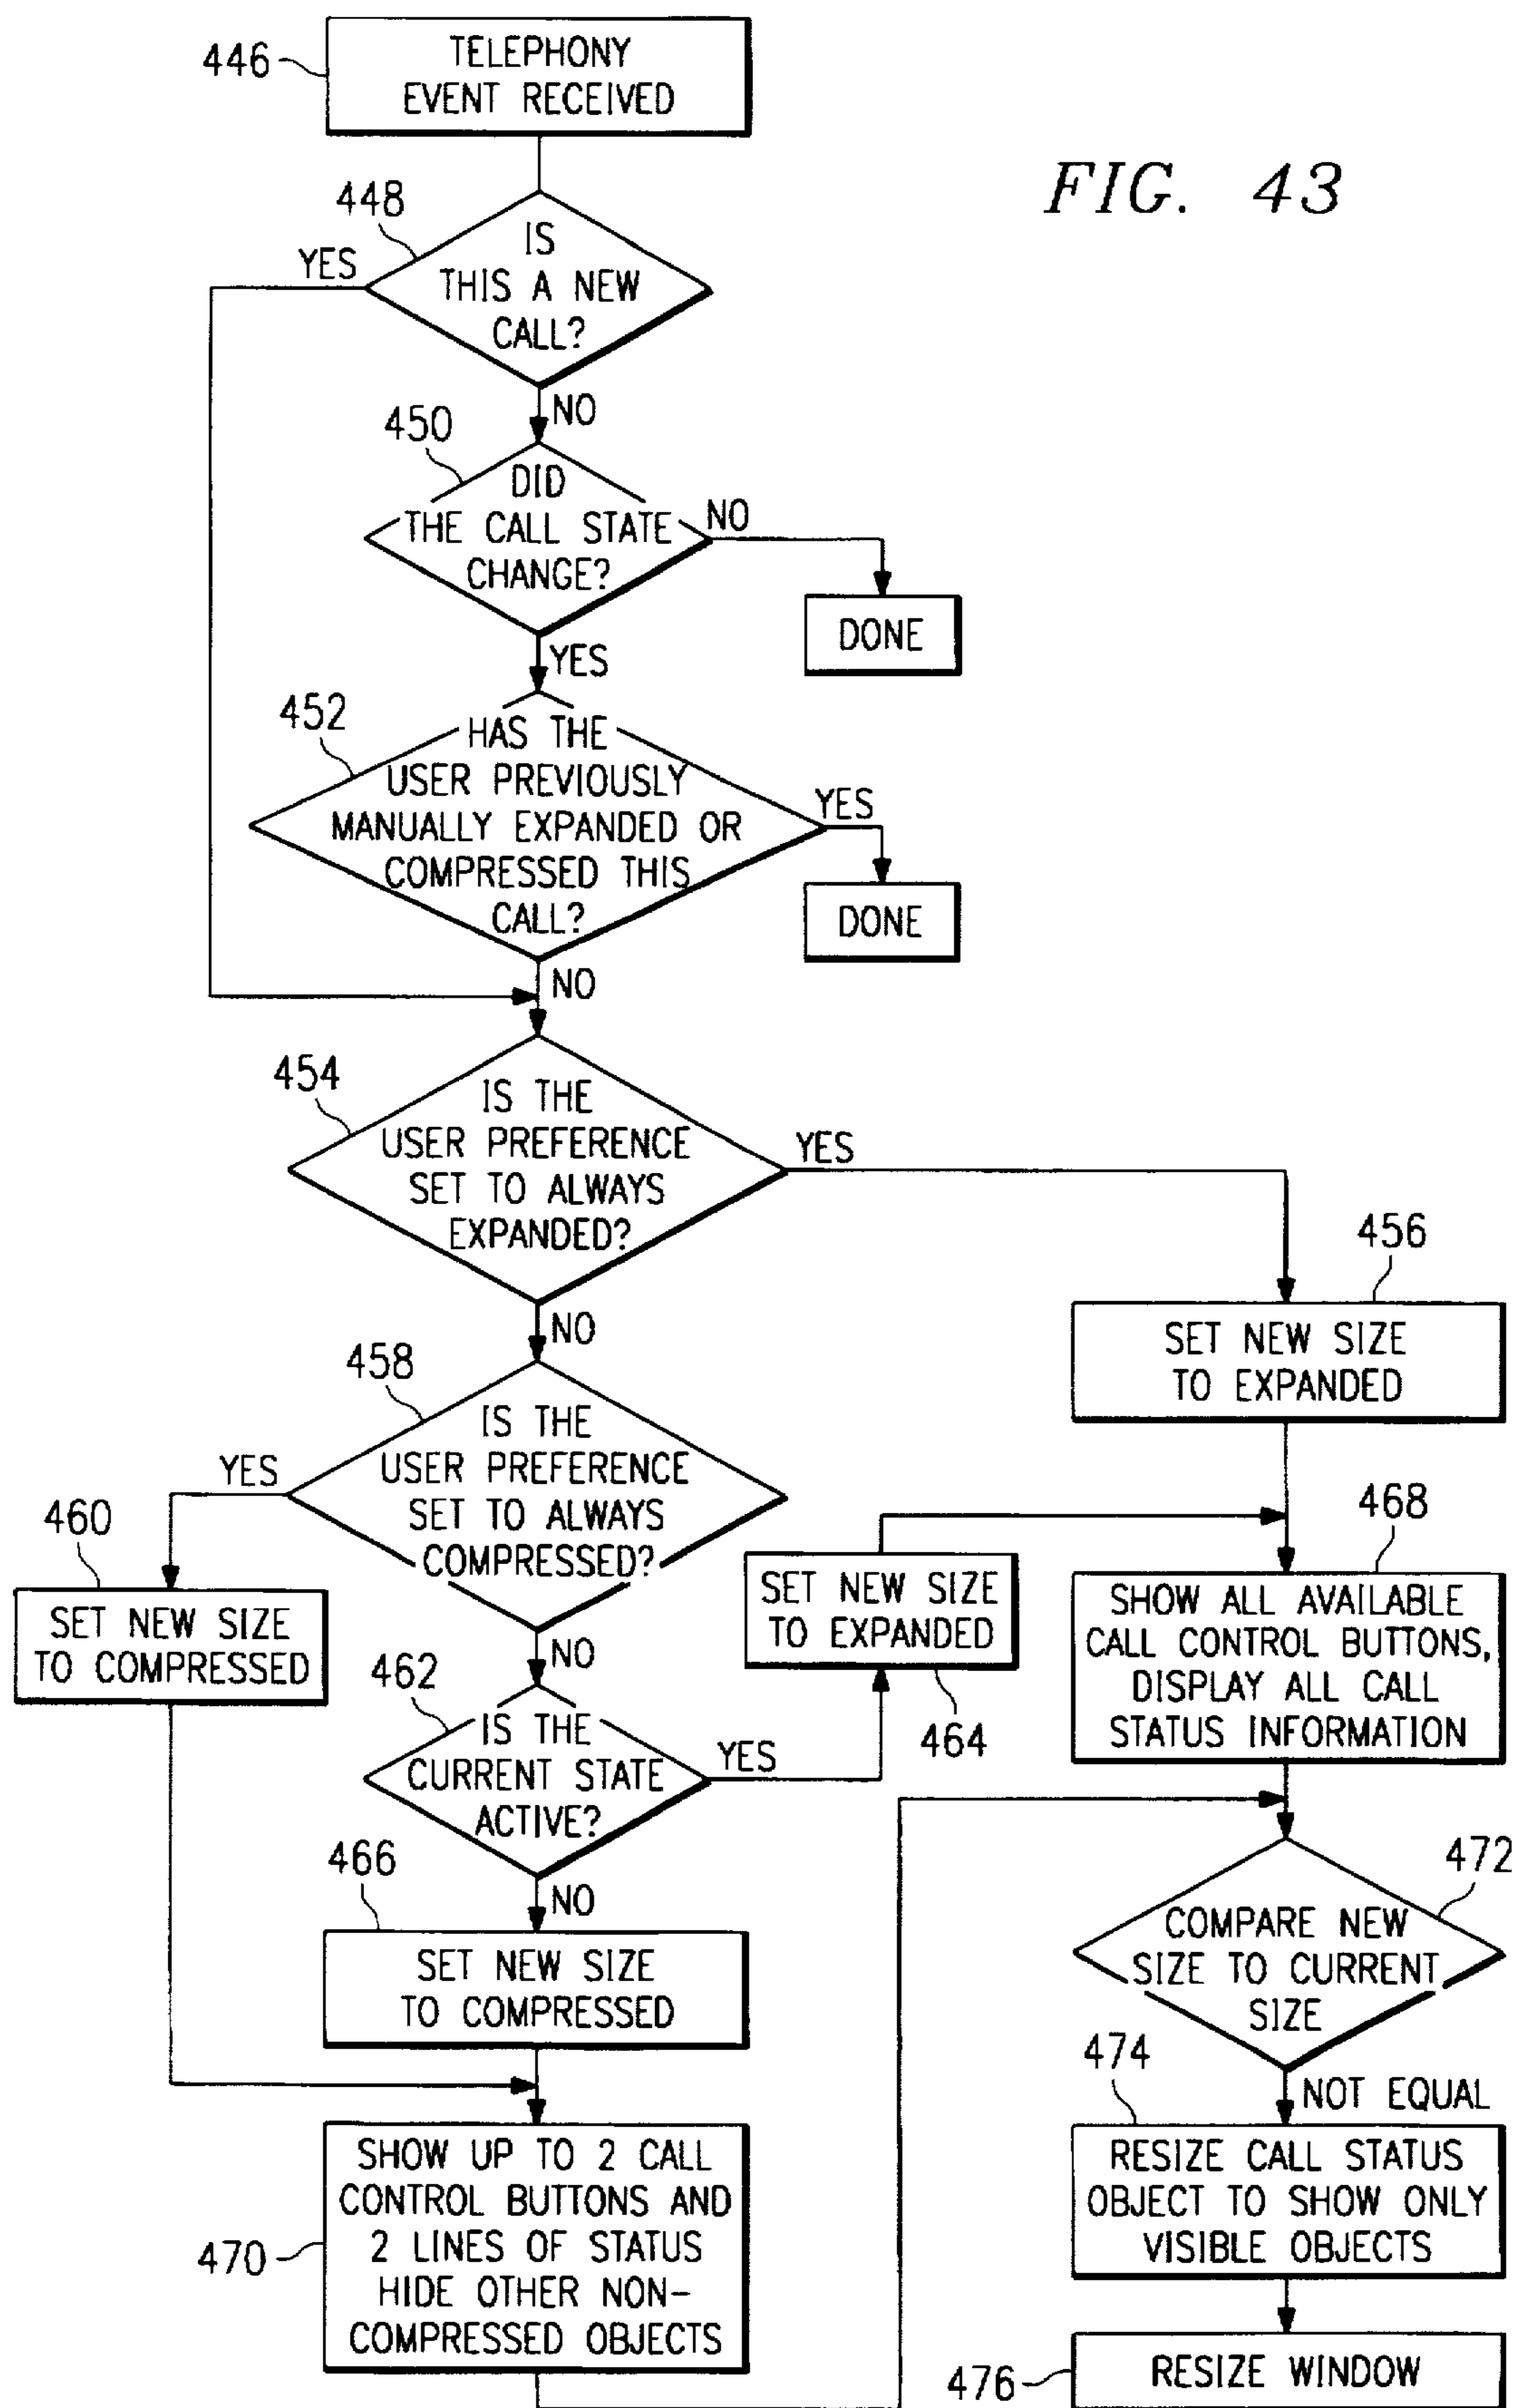 446
TELEPHONY
EVENT RECEIVED
FIG. 43
448
YES
IS
THIS A NEW
CALL?
NO
450
DID
THE CALL STATE
CHANGE?
NO
DONE
YES
452
HAS THE
USER PREVIOUSLY
MANUALLY EXPANDED OR
COMPRESSED THIS
CALL?
YES
DONE
NO
454
IS THE
USER PREFERENCE
SET TO ALWAYS
EXPANDED?
YES
456
SET NEW SIZE
TO EXPANDED
NO
458
IS THE
USER PREFERENCE
SET TO ALWAYS
COMPRESSED?
YES
460
SET NEW SIZE
TO COMPRESSED
NO
462
IS THE
CURRENT STATE
ACTIVE?
YES
SET NEW SIZE
TO EXPANDED
464
468
SHOW ALL AVAILABLE
CALL CONTROL BUTTONS,
DISPLAY ALL CALL
STATUS INFORMATION
466
NO
SET NEW SIZE
TO COMPRESSED
472
COMPARE NEW
SIZE TO CURRENT
SIZE
474
NOT EQUAL
470
SHOW UP TO 2 CALL
CONTROL BUTTONS AND
2 LINES OF STATUS
HIDE OTHER NON-
COMPRESSED OBJECTS
RESIZE CALL STATUS
OBJECT TO SHOW ONLY
VISIBLE OBJECTS
476
RESIZE WINDOW